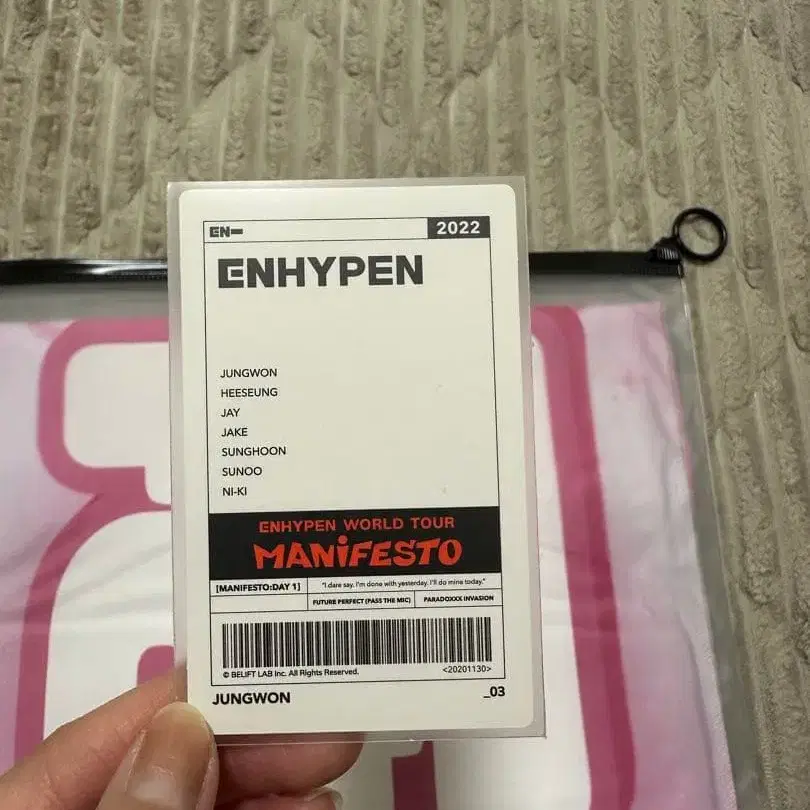 EN-
2022
ENHYPEN
JUNGWON
HEESEUNG
JAY
JAKE
SUNGHOON
SUNOO
NI-KI
ENHYPEN WORLD TOUR
MANiFESTO
[MANIFESTO:DAY 1]
"I dare say. I'm done with yesterday. I'll do mine today."
FUTURE PERFECT (PASS THE MIC)
PARADOXXX INVASION
© BELIFT LAB Inc. All Rights Reserved.
<20201130>
JUNGWON
_03